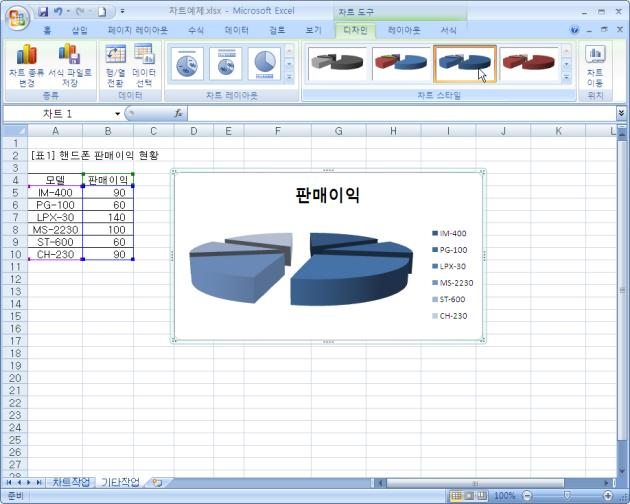 차트예제.xlsx - Microsoft Excel
차트 도구
홈 삽입 페이지 레이아웃 수식 데이터 검토 보기 디자인 레이아웃 서식
차트 종류 변경
서식 파일로 저장
행/열 전환
데이터 선택
차트 이동
종류 데이터 차트 레이아웃 차트 스타일 위치
차트 1
fx
A B C D E F G H I J K L
1
2 [표1] 핸드폰 판매이익 현황
3
4 모델 판매이익
5 IM-400 90
6 PG-100 60
7 LPX-30 140
8 MS-2230 100
9 ST-600 60
10 CH-230 90
11
12
13
14
15
16
17
18
19
20
21
22
23
24
25
26
27
28
판매이익
IM-400
PG-100
LPX-30
MS-2230
ST-600
CH-230
차트작업 기타작업
준비
100%